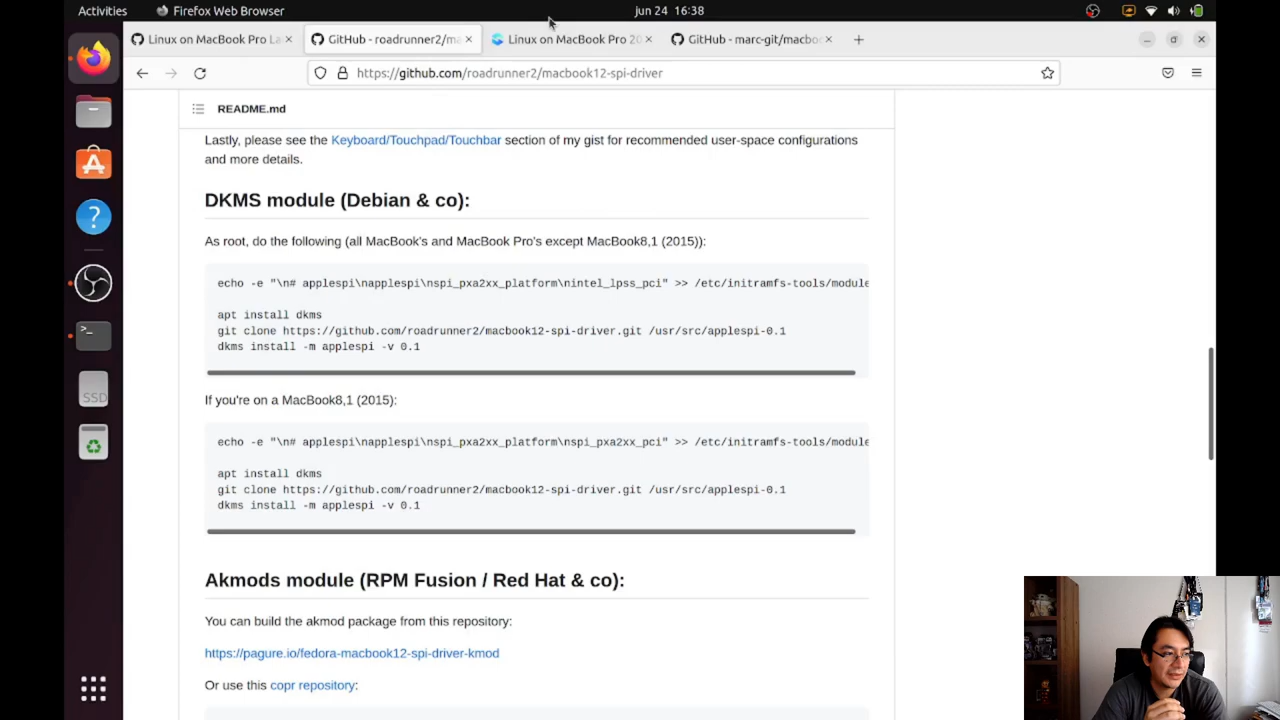 Activities
Firefox Web Browser
jun 24 16:38
Linux on MacBook Pro La
GitHub - roadrunner2/ma
Linux on MacBook Pro 20
GitHub - marc-git/macbo
https://github.com/roadrunner2/macbook12-spi-driver
README.md
Lastly, please see the Keyboard/Touchpad/Touchbar section of my gist for recommended user-space configurations
and more details.
DKMS module (Debian & co):
As root, do the following (all MacBook's and MacBook Pro's except MacBook8,1 (2015)):
echo -e "\n# applespi\napplespi\nspi_pxa2xx_platform\nintel_lpss_pci" >> /etc/initramfs-tools/module
apt install dkms
git clone https://github.com/roadrunner2/macbook12-spi-driver.git /usr/src/applespi-0.1
dkms install -m applespi -v 0.1
If you're on a MacBook8,1 (2015):
echo -e "\n# applespi\napplespi\nspi_pxa2xx_platform\nspi_pxa2xx_pci" >> /etc/initramfs-tools/module
apt install dkms
git clone https://github.com/roadrunner2/macbook12-spi-driver.git /usr/src/applespi-0.1
dkms install -m applespi -v 0.1
SSD
Akmods module (RPM Fusion / Red Hat & co):
You can build the akmod package from this repository:
https://pagure.io/fedora-macbook12-spi-driver-kmod
Or use this copr repository: